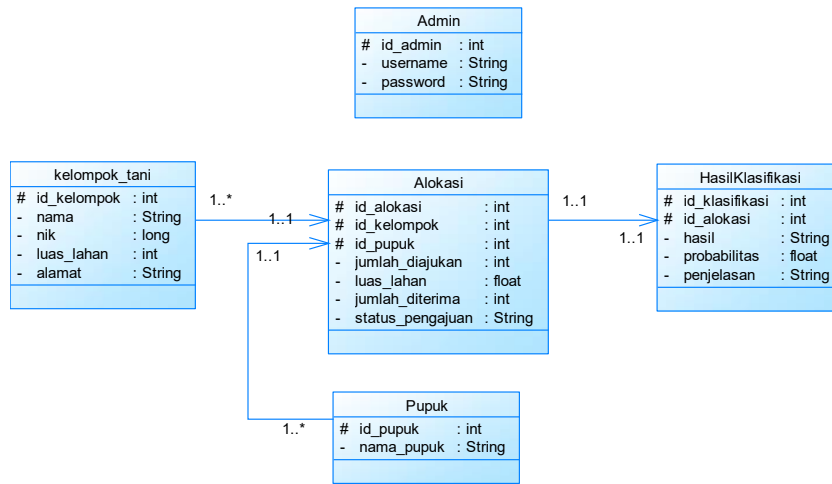 Admin
# id_admin : int
- username : String
- password : String
kelompok_tani
# id_kelompok : int
- nama : String
- nik : long
- luas_lahan : int
- alamat : String
1..*
1..1
Alokasi
# id_alokasi : int
# id_kelompok : int
# id_pupuk : int
- jumlah_diajukan : int
- luas_lahan : float
- jumlah_diterima : int
- status_pengajuan : String
1..1
1..1
HasilKlasifikasi
# id_klasifikasi : int
# id_alokasi : int
- hasil : String
- probabilitas : float
- penjelasan : String
1..1
1..*
Pupuk
# id_pupuk : int
- nama_pupuk : String